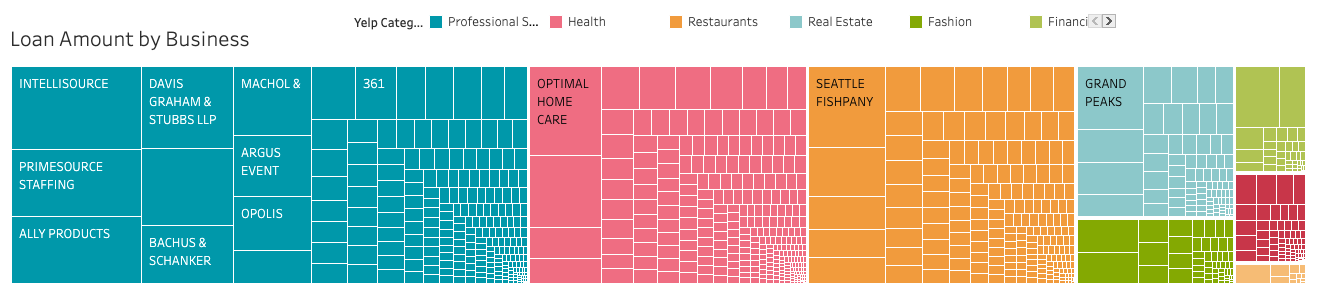 Yelp Categ...
Professional S...
Health
Restaurants
Real Estate
Fashion
Financi
Loan Amount by Business
INTELLISOURCE
PRIMESOURCE
STAFFING
ALLY PRODUCTS
DAVIS
GRAHAM &
STUBBS LLP
BACHUS &
SCHANKER
MACHOL &
ARGUS
EVENT
OPOLIS
361
OPTIMAL
HOME
CARE
SEATTLE
FISHPANY
GRAND
PEAKS